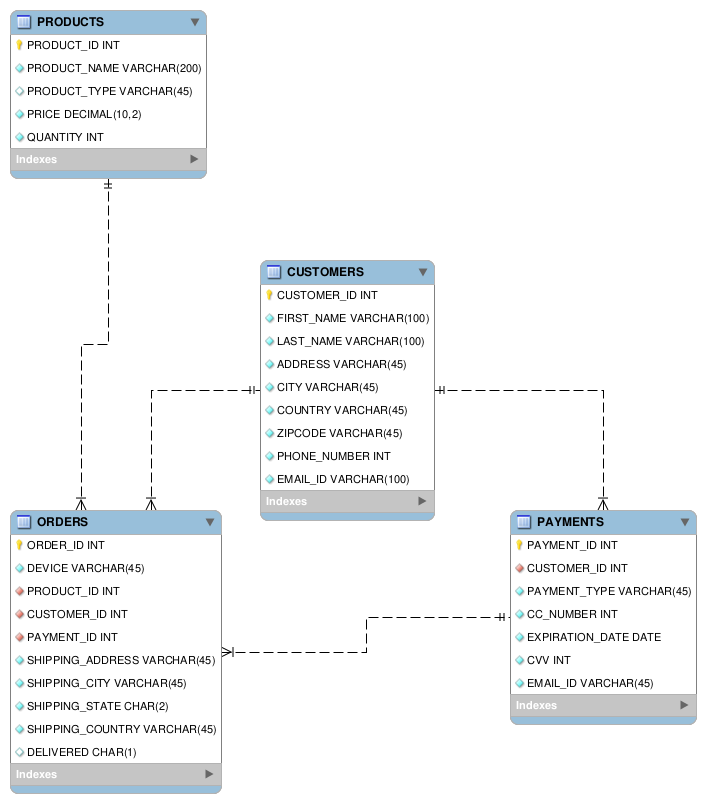 PRODUCTS
PRODUCT_ID INT
PRODUCT_NAME VARCHAR(200)
PRODUCT_TYPE VARCHAR(45)
PRICE DECIMAL(10,2)
QUANTITY INT
Indexes
CUSTOMERS
CUSTOMER_ID INT
FIRST_NAME VARCHAR(100)
LAST_NAME VARCHAR(100)
ADDRESS VARCHAR(45)
CITY VARCHAR(45)
COUNTRY VARCHAR(45)
ZIPCODE VARCHAR(45)
PHONE_NUMBER INT
EMAIL_ID VARCHAR(100)
Indexes
ORDERS
ORDER_ID INT
DEVICE VARCHAR(45)
PRODUCT_ID INT
CUSTOMER_ID INT
PAYMENT_ID INT
SHIPPING_ADDRESS VARCHAR(45)
SHIPPING_CITY VARCHAR(45)
SHIPPING_STATE CHAR(2)
SHIPPING_COUNTRY VARCHAR(45)
DELIVERED CHAR(1)
Indexes
PAYMENTS
PAYMENT_ID INT
CUSTOMER_ID INT
PAYMENT_TYPE VARCHAR(45)
CC_NUMBER INT
EXPIRATION_DATE DATE
CVV INT
EMAIL_ID VARCHAR(45)
Indexes